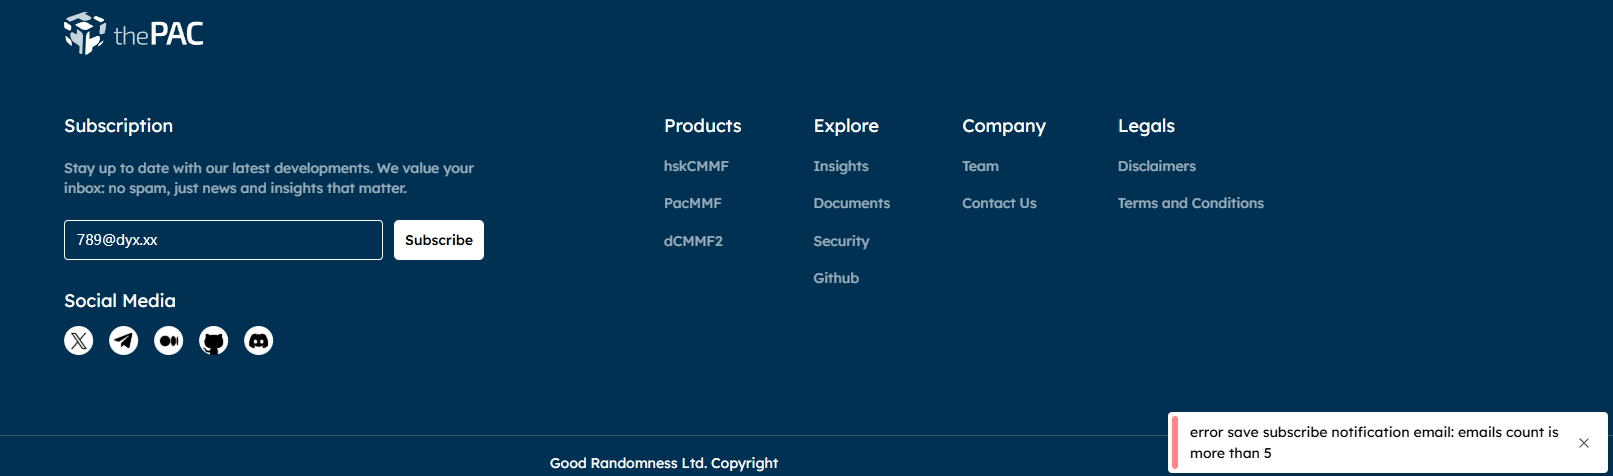 thePAC
Subscription
Stay up to date with our latest developments. We value your
inbox: no spam, just news and insights that matter.
789@dyx.xx
Subscribe
Social Media
Products
hskCMMF
PacMMF
dCMMF2
Explore
Insights
Documents
Security
Github
Company
Team
Contact Us
Legals
Disclaimers
Terms and Conditions
error save subscribe notification email: emails count is
more than 5
Good Randomness Ltd. Copyright